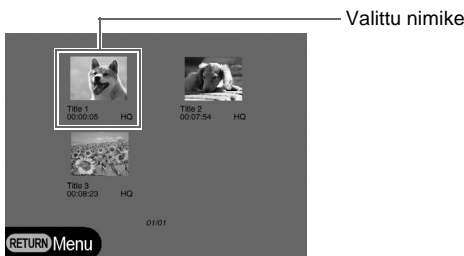 Valittu nimike
Title 1
00:00:05 HQ
Title 2
00:07:54 HQ
Title 3
00:08:23 HQ
01/01
RETURN Menu